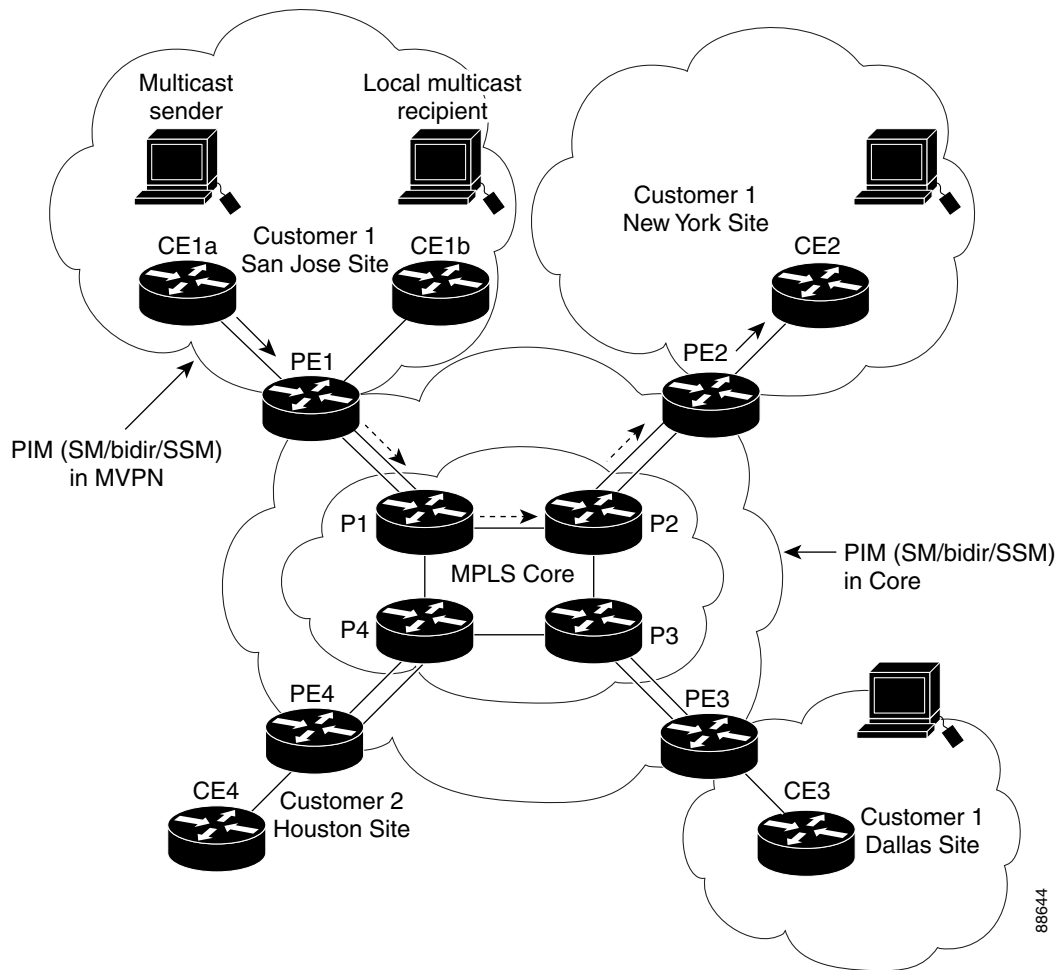 Multicast
sender
Local multicast
recipient
Customer 1
New York Site
CE1a
Customer 1
San Jose Site
CE1b
CE2
PE1
PE2
PIM (SM/bidir/SSM)
in MVPN
P1
P2
PIM (SM/bidir/SSM)
in Core
MPLS Core
P4
P3
PE4
PE3
CE4
Customer 2
Houston Site
CE3
Customer 1
Dallas Site
88644